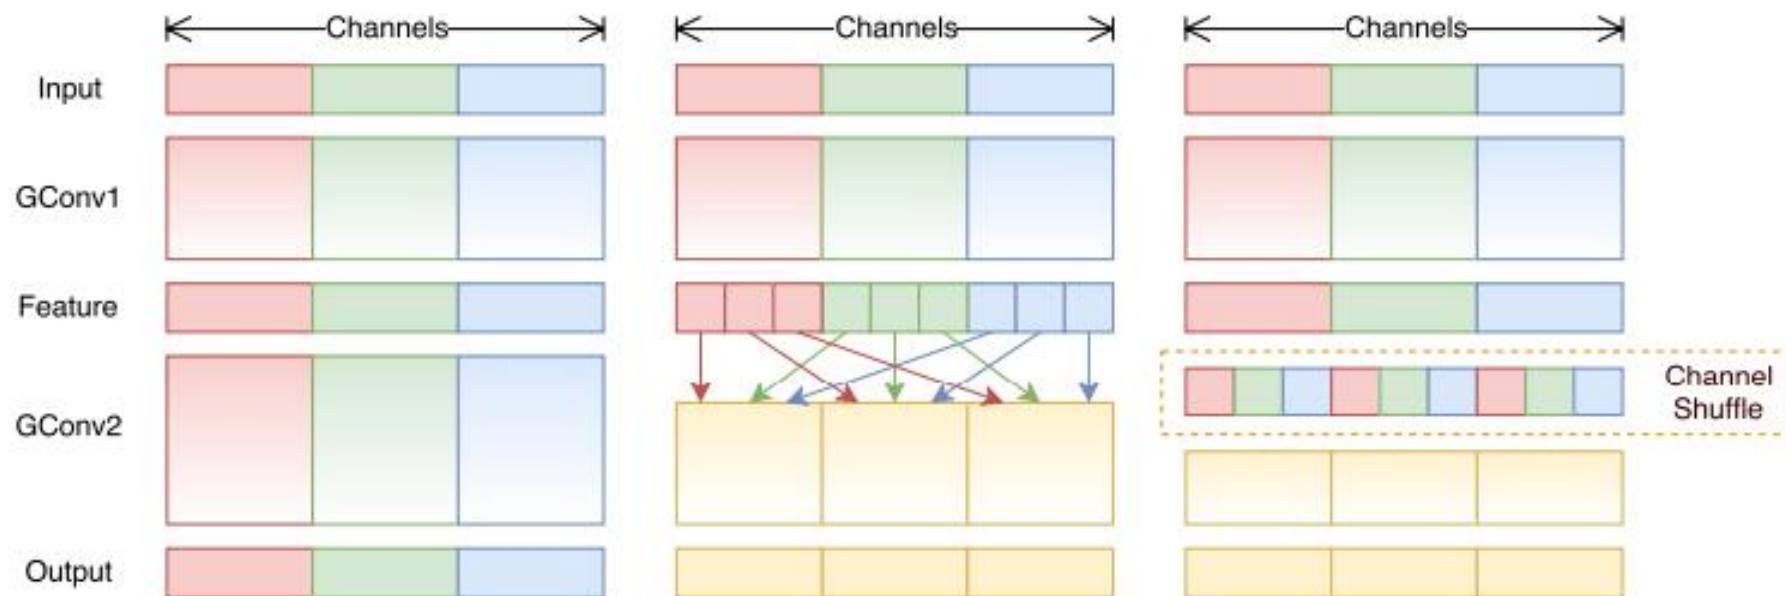 Channels Channels Channels
Input
GConv1
Feature
Channel
Shuffle
GConv2
Output